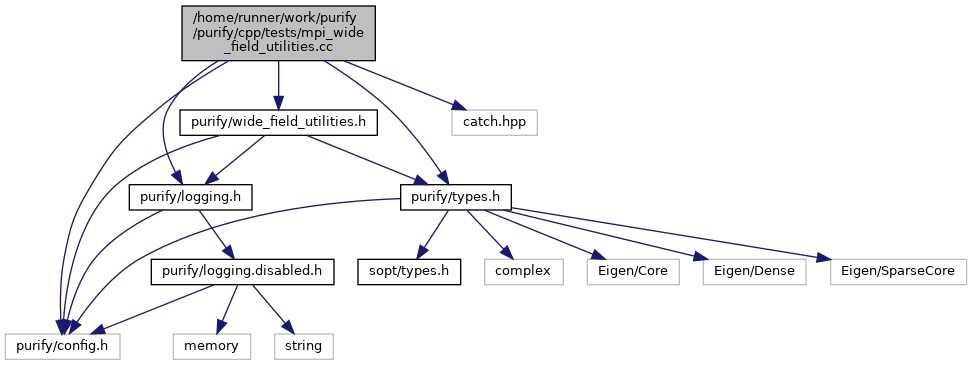 /home/runner/work/purify
/purify/cpp/tests/mpi_wide
_field_utilities.cc
purify/wide_field_utilities.h
catch.hpp
purify/logging.h
purify/types.h
purify/logging.disabled.h
sopt/types.h
complex
Eigen/Core
Eigen/Dense
Eigen/SparseCore
purify/config.h
memory
string